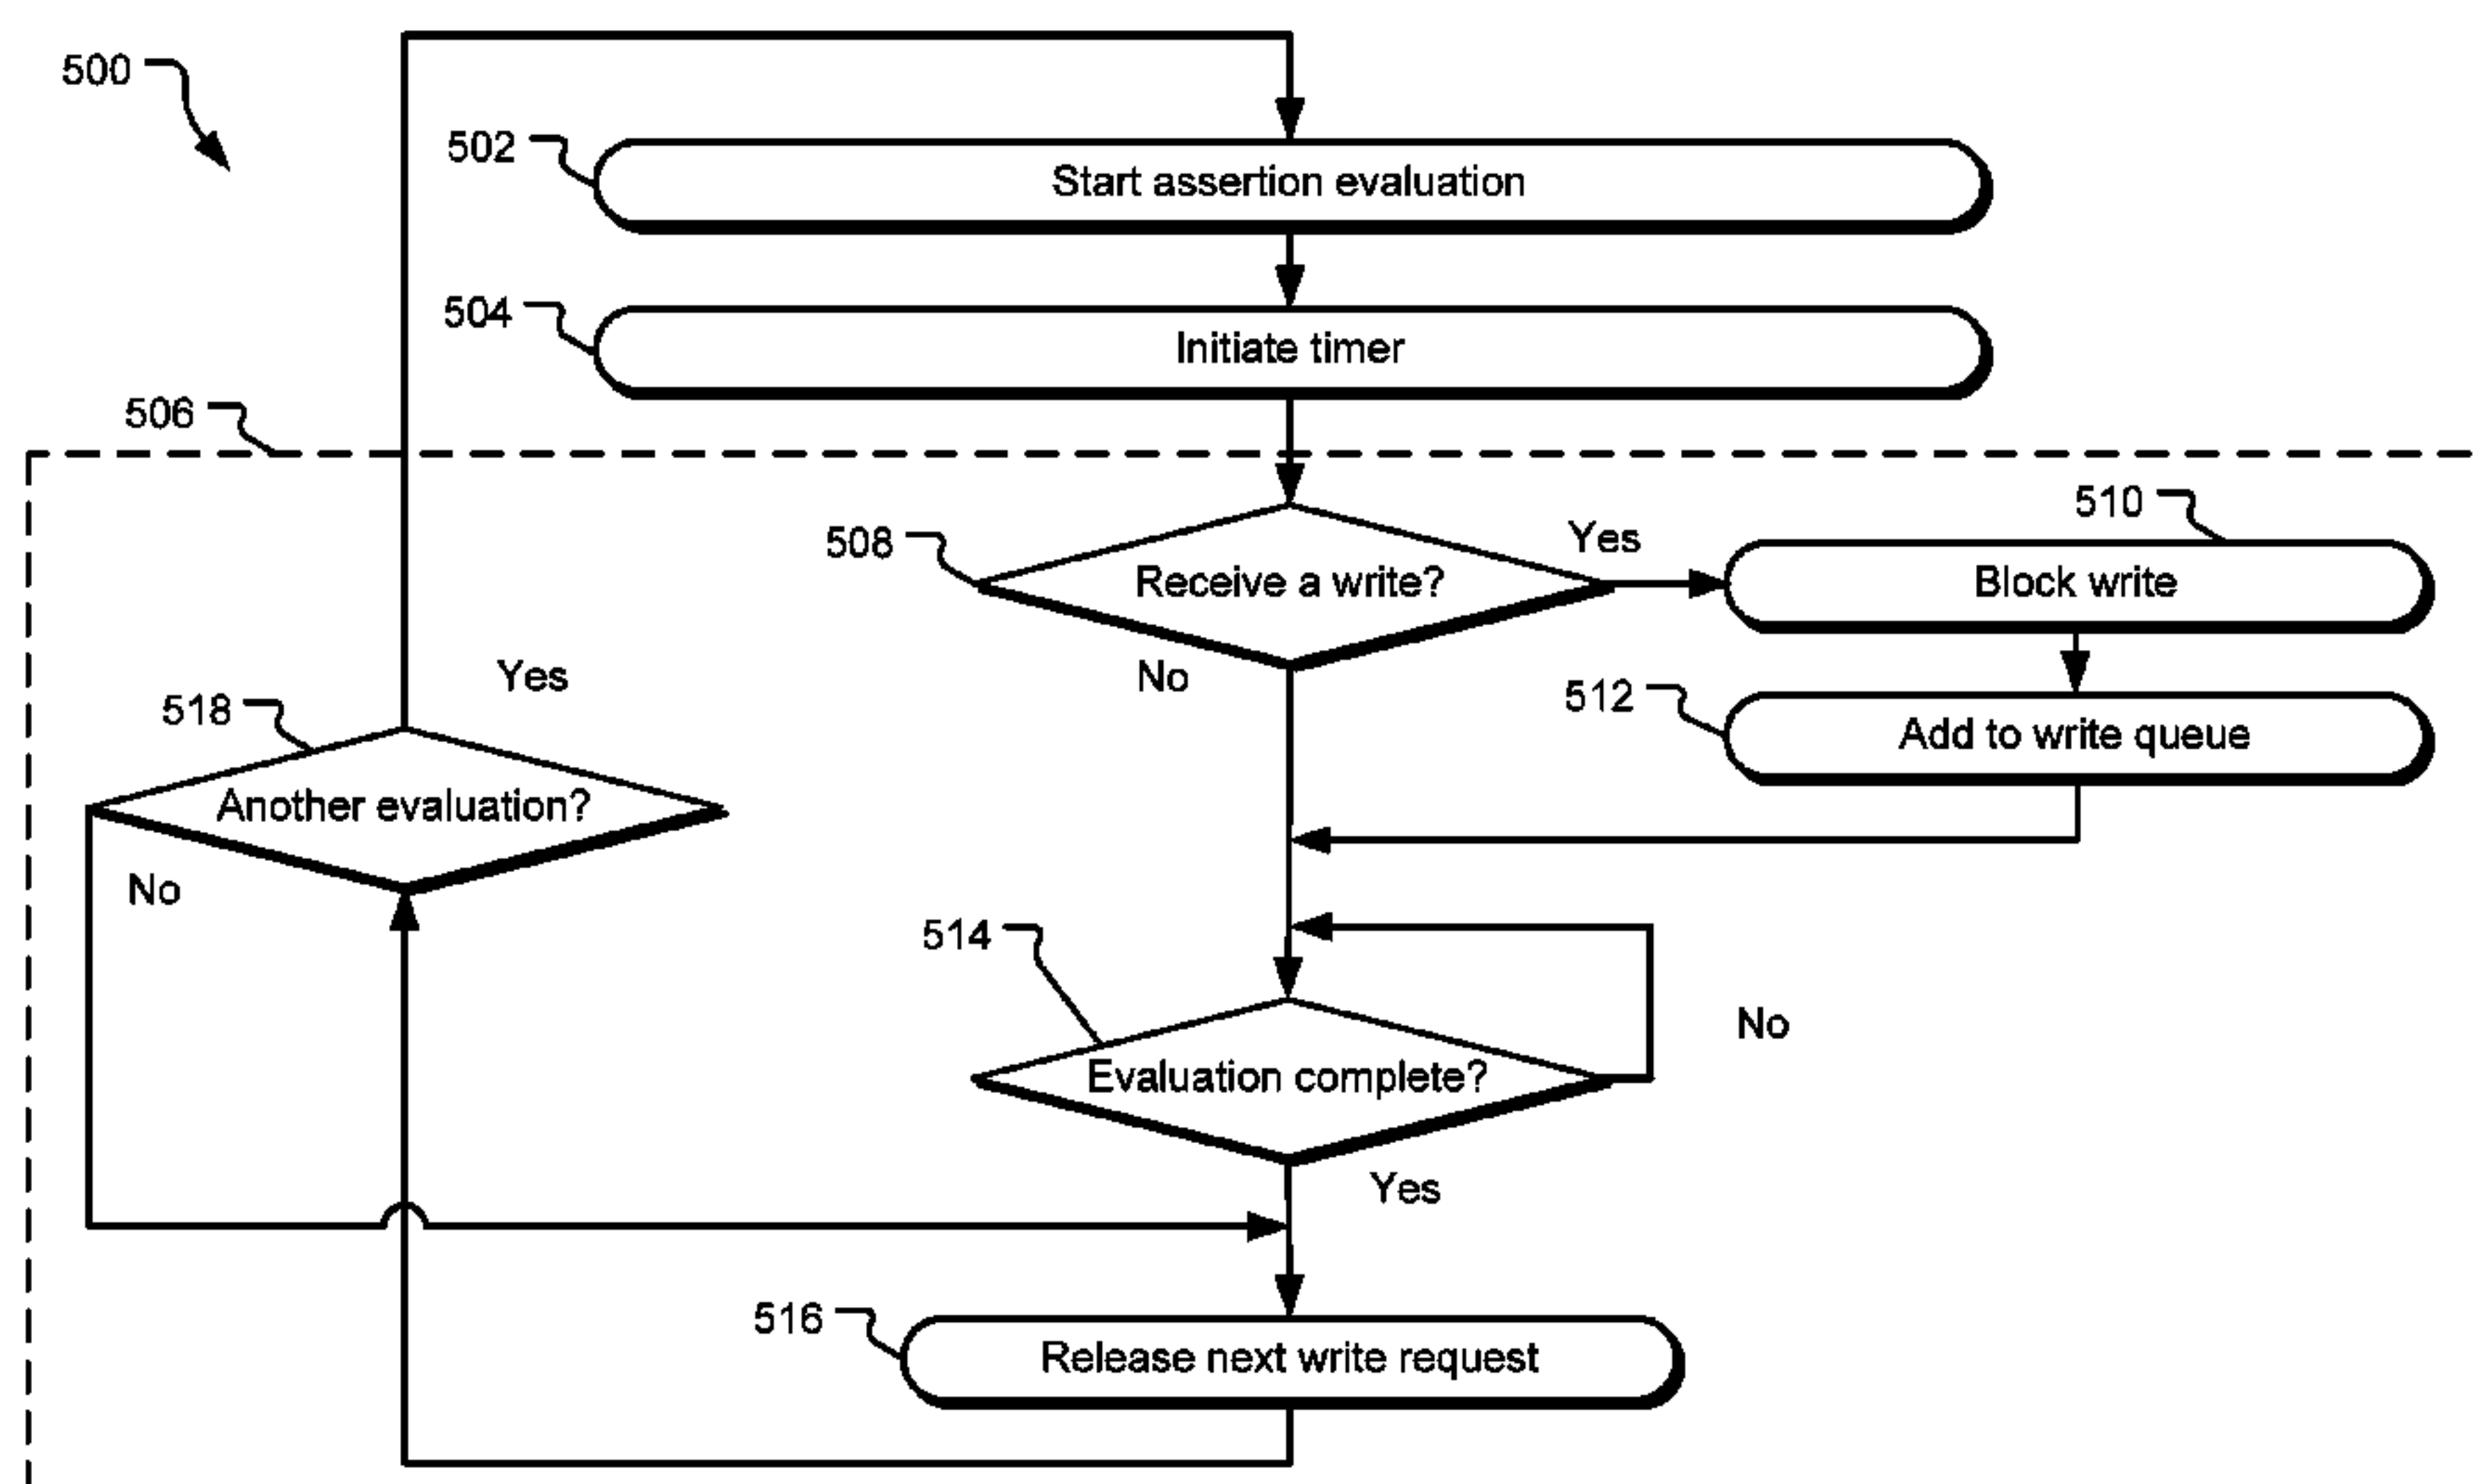 500
502
Start assertion evaluation
504
Initiate timer
506
510
508
Receive a write?
Yes
Block write
No
512
Add to write queue
Yes
518
Another evaluation?
No
514
Evaluation complete?
No
Yes
516
Release next write request